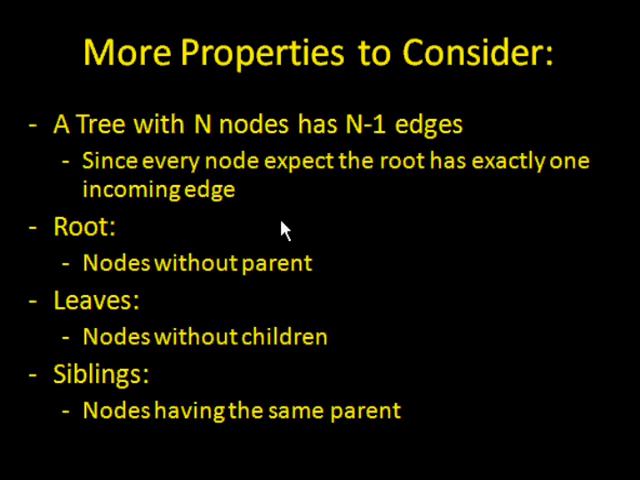 More Properties to Consider:
- A Tree with N nodes has N-1 edges
- Since every node expect the root has exactly one
incoming edge
- Root:
- Nodes without parent
- Leaves:
- Nodes without children
- Siblings:
- Nodes having the same parent